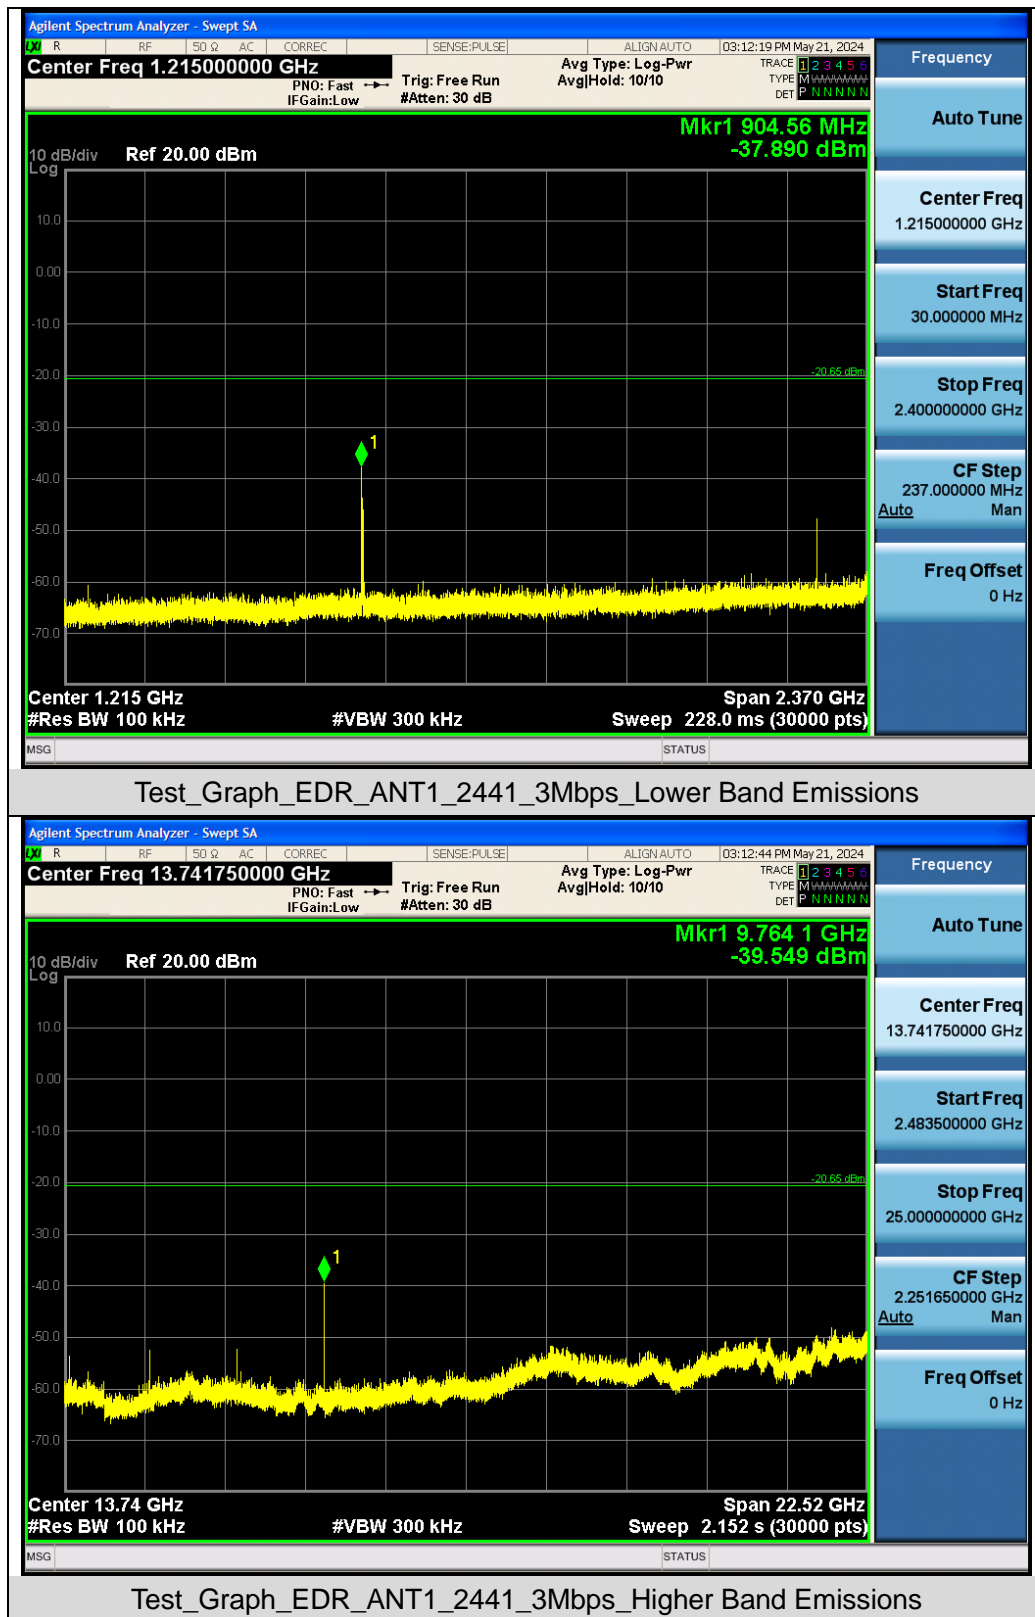 Agilent Spectrum Analyzer - Swept SA
LXI R RF 50 Ω AC CORREC SENSE:PULSE ALIGN AUTO 03:12:19 PM May 21, 2024
Center Freq 1.215000000 GHz
PNO: Fast
IFGain:Low
Trig: Free Run
#Atten: 30 dB
Avg Type: Log-Pwr
Avg|Hold: 10/10
TRACE 1 2 3 4 5 6
TYPE M
DET P N N N N N
Mkr1 904.56 MHz
-37.890 dBm
10 dB/div Ref 20.00 dBm
Log
10.0
0.00
-10.0
-20.0
-20.65 dBm
-30.0
1
-40.0
-50.0
-60.0
-70.0
Center 1.215 GHz Span 2.370 GHz
#Res BW 100 kHz #VBW 300 kHz Sweep 228.0 ms (30000 pts)
MSG STATUS
Frequency
Auto Tune
Center Freq
1.215000000 GHz
Start Freq
30.000000 MHz
Stop Freq
2.400000000 GHz
CF Step
237.000000 MHz
Auto Man
Freq Offset
0 Hz
Test_Graph_EDR_ANT1_2441_3Mbps_Lower Band Emissions
Agilent Spectrum Analyzer - Swept SA
LXI R RF 50 Ω AC CORREC SENSE:PULSE ALIGN AUTO 03:12:44 PM May 21, 2024
Center Freq 13.741750000 GHz
PNO: Fast
IFGain:Low
Trig: Free Run
#Atten: 30 dB
Avg Type: Log-Pwr
Avg|Hold: 10/10
TRACE 1 2 3 4 5 6
TYPE M
DET P N N N N N
Mkr1 9.764 1 GHz
-39.549 dBm
10 dB/div Ref 20.00 dBm
Log
10.0
0.00
-10.0
-20.0
-20.65 dBm
-30.0
1
-40.0
-50.0
-60.0
-70.0
Center 13.74 GHz Span 22.52 GHz
#Res BW 100 kHz #VBW 300 kHz Sweep 2.152 s (30000 pts)
MSG STATUS
Frequency
Auto Tune
Center Freq
13.741750000 GHz
Start Freq
2.483500000 GHz
Stop Freq
25.000000000 GHz
CF Step
2.251650000 GHz
Auto Man
Freq Offset
0 Hz
Test_Graph_EDR_ANT1_2441_3Mbps_Higher Band Emissions